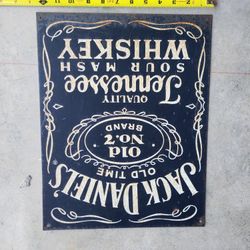 JACK DANIEL'S
OLD TIME
Old
No.7
BRAND
QUALITY
Tennessee
SOUR MASH
WHISKEY